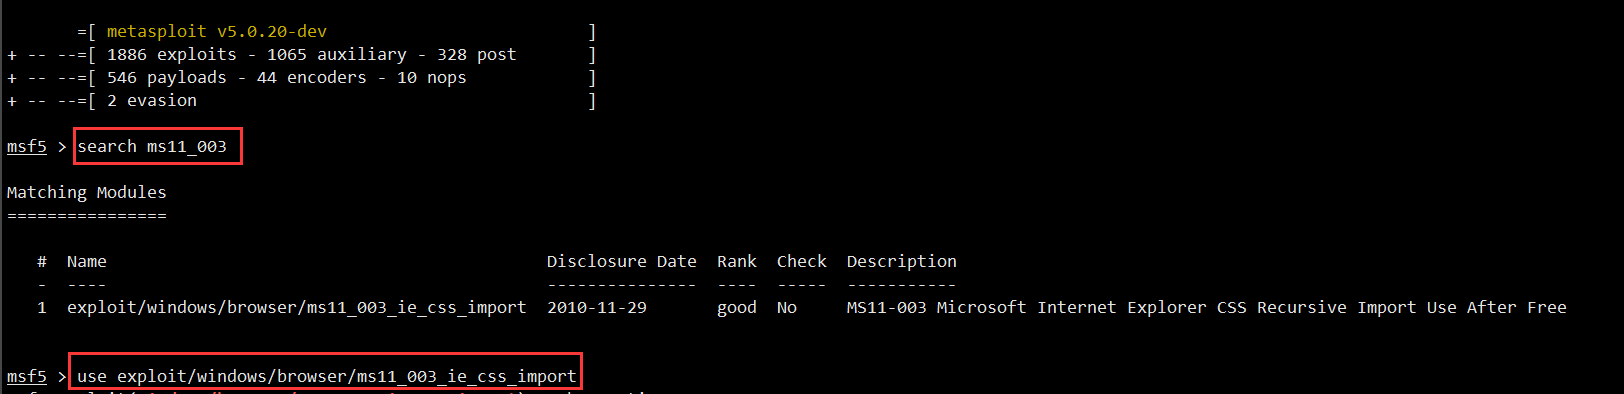 =[ metasploit v5.0.20-dev ]
+ -- --=[ 1886 exploits - 1065 auxiliary - 328 post ]
+ -- --=[ 546 payloads - 44 encoders - 10 nops ]
+ -- --=[ 2 evasion ]
msf5 > search ms11_003
Matching Modules
================
# Name Disclosure Date Rank Check Description
- ---- --------------- ---- ----- -----------
1 exploit/windows/browser/ms11_003_ie_css_import 2010-11-29 good No MS11-003 Microsoft Internet Explorer CSS Recursive Import Use After Free
msf5 > use exploit/windows/browser/ms11_003_ie_css_import